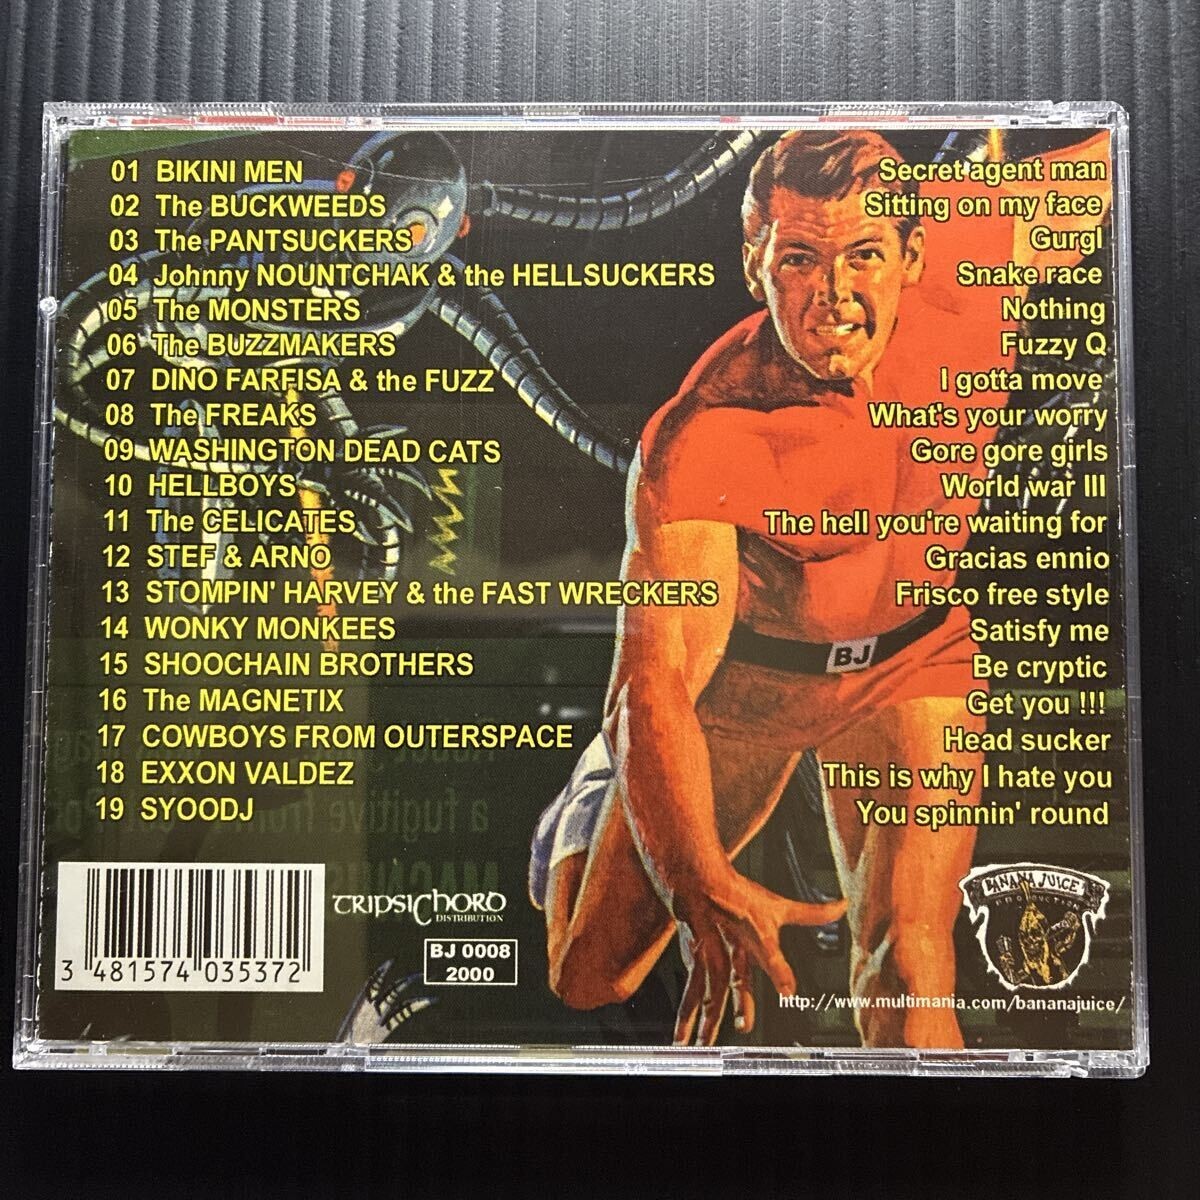 01 BIKINI MEN Secret agent man
02 The BUCKWEEDS Sitting on my face
03 The PANTSUCKERS Gurgl
04 Johnny NOUNTCHAK & the HELLSUCKERS Snake race
05 The MONSTERS Nothing
06 The BUZZMAKERS Fuzzy Q
07 DINO FARFISA & the FUZZ I gotta move
08 The FREAKS What's your worry
09 WASHINGTON DEAD CATS Gore gore girls
10 HELLBOYS World war III
11 The CELICATES The hell you're waiting for
12 STEF & ARNO Gracias ennio
13 STOMPIN' HARVEY & the FAST WRECKERS Frisco free style
14 WONKY MONKEES Satisfy me
15 SHOOCHAIN BROTHERS Be cryptic
16 The MAGNETIX Get you !!!
17 COWBOYS FROM OUTERSPACE Head sucker
18 EXXON VALDEZ This is why I hate you
19 SYOODJ You spinnin' round
BJ
3 481574 035372
TRIPSICHORD
DISTRIBUTION
BJ 0008
2000
BANANA JUICE
PRODUCTION
http://www.multimania.com/bananajuice/